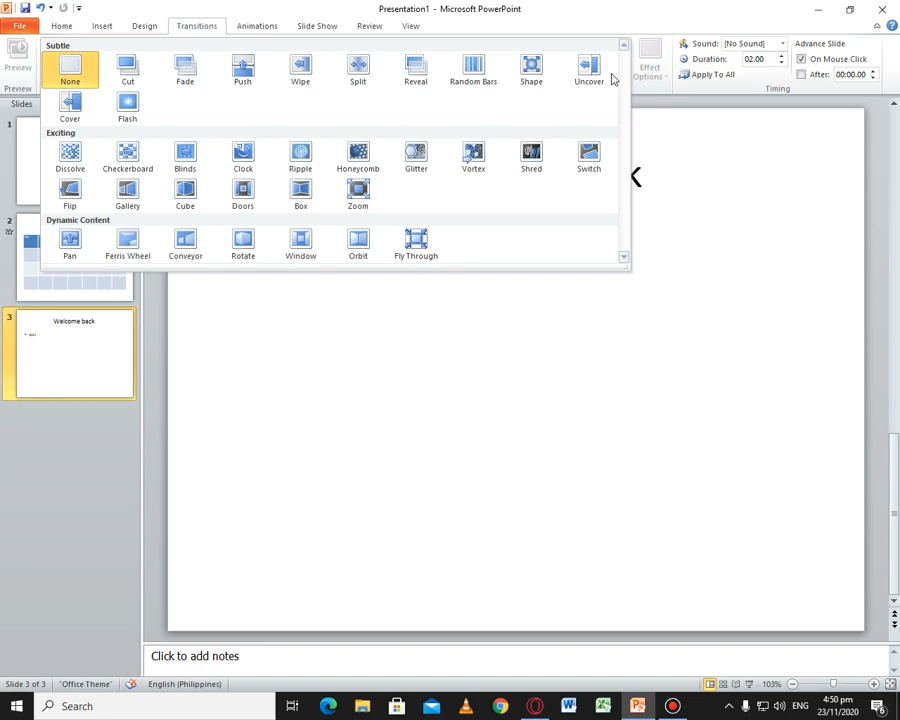 Presentation1 - Microsoft PowerPoint
File Home Insert Design Transitions Animations Slide Show Review View
Preview
Preview
Subtle
None Cut Fade Push Wipe Split Reveal Random Bars Shape Uncover
Cover Flash
Exciting
Dissolve Checkerboard Blinds Clock Ripple Honeycomb Glitter Vortex Shred Switch
Flip Gallery Cube Doors Box Zoom
Dynamic Content
Pan Ferris Wheel Conveyor Rotate Window Orbit Fly Through
Effect
Options
Sound: [No Sound]
Duration: 02.00
Apply To All
Advance Slide
On Mouse Click
After: 00:00.00
Timing
Slides
1
2
3
Welcome back
k
Click to add notes
Slide 3 of 3 "Office Theme" English (Philippines) 103%
Search
ENG
4:50 pm
23/11/2020
6